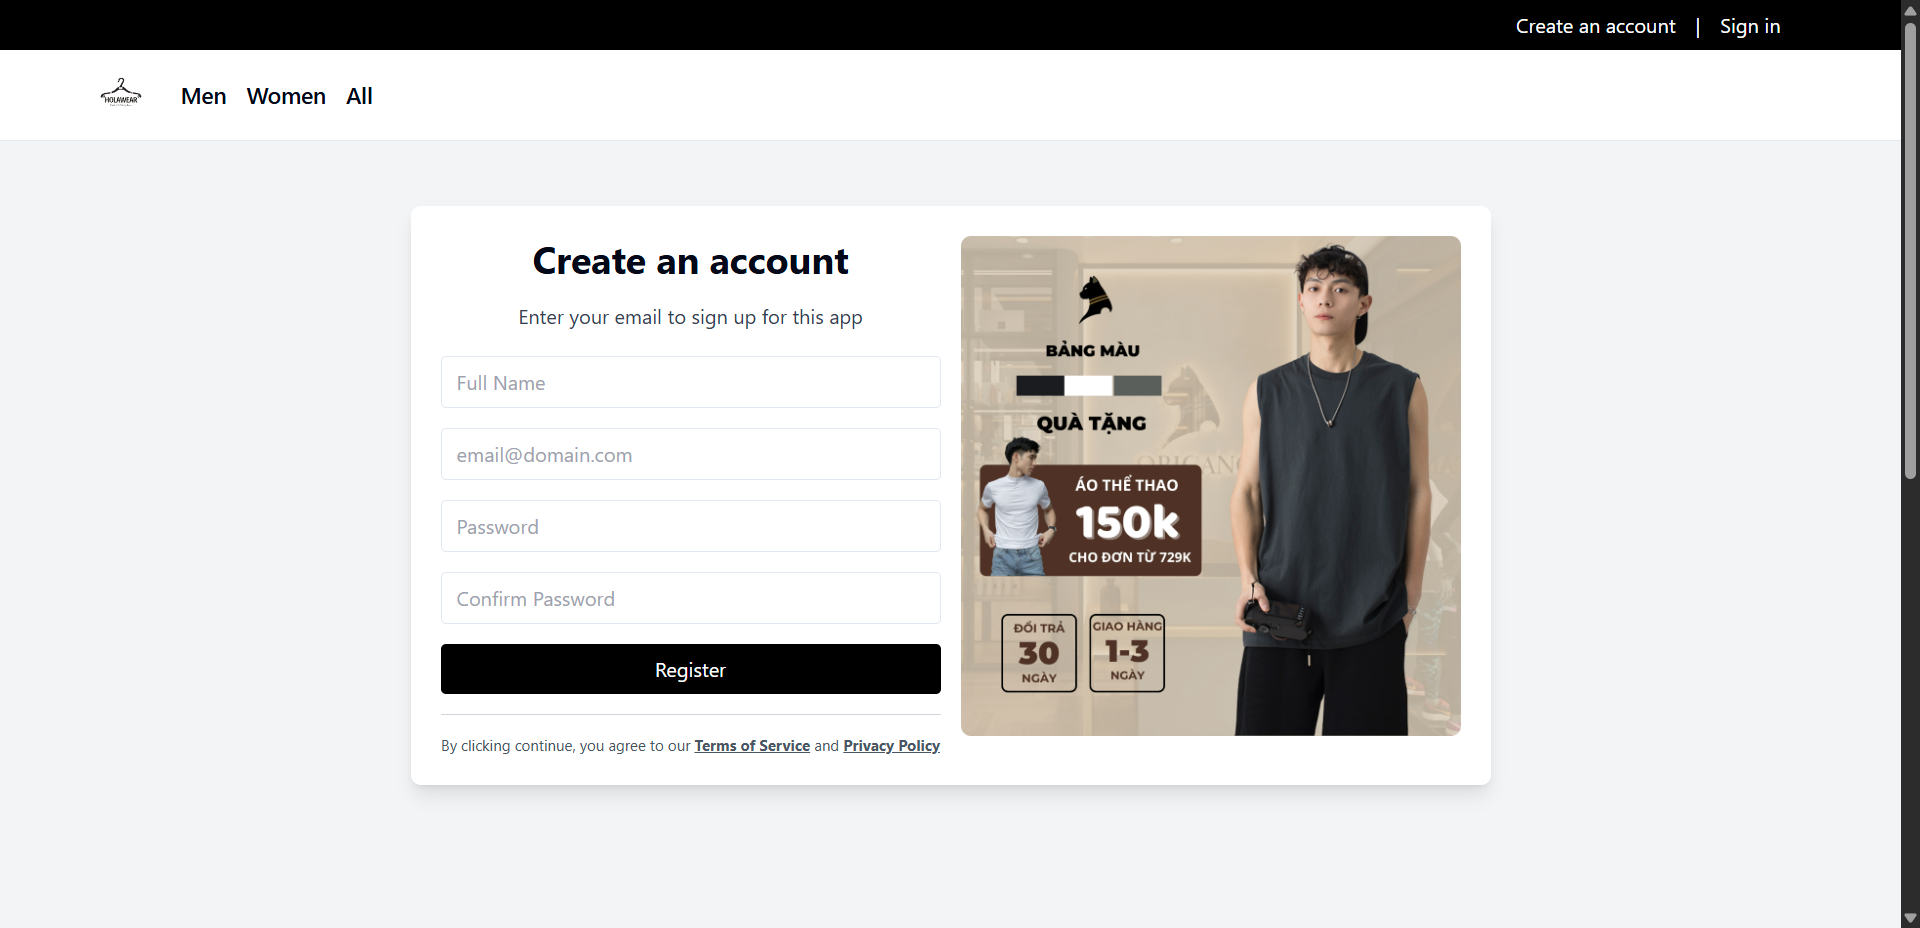 Create an account | Sign in
HOLAWEAR
Men Women All
Create an account
Enter your email to sign up for this app
Full Name
email@domain.com
Password
Confirm Password
Register
By clicking continue, you agree to our Terms of Service and Privacy Policy
BẢNG MÀU
QUÀ TẶNG
ÁO THỂ THAO
150k
CHO ĐƠN TỪ 729K
ĐỔI TRẢ
30
NGÀY
GIAO HÀNG
1-3
NGÀY